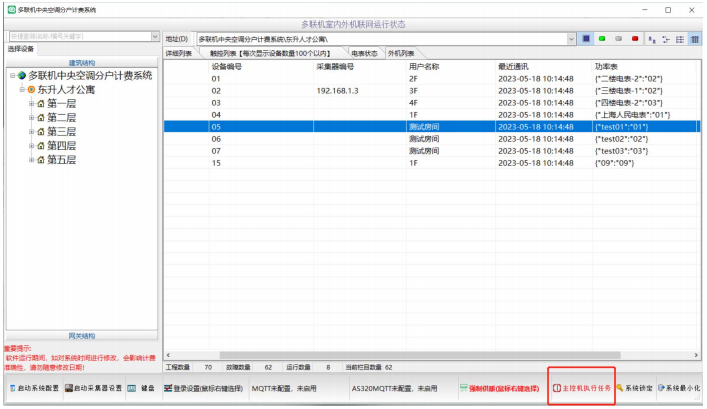 多联机中央空调分户计费系统
多联机室内外机联网运行状态
选择设备
地址(D) 多联机中央空调分户计费系统\东升人才公寓\
详细列表 触控列表【每次显示设备数量100个以内】 电表状态 外机列表
建筑结构
多联机中央空调分户计费系统
东升人才公寓
第一层
第二层
第三层
第四层
第五层
设备编号 采集器编号 用户名称 最近通讯 功率表
01 2F 2023-05-18 10:14:48 {"二楼电表-2":"02"}
02 192.168.1.3 3F 2023-05-18 10:14:48 {"三楼电表-1":"02"}
03 4F 2023-05-18 10:14:48 {"四楼电表-2":"03"}
04 1F 2023-05-18 10:14:48 {"上海人民电表":"01"}
05 测试房间 2023-05-18 10:14:48 {"test01":"01"}
06 测试房间 2023-05-18 10:14:48 {"test02":"02"}
07 测试房间 2023-05-18 10:14:48 {"test03":"03"}
15 1F 2023-05-18 10:14:48 {"09":"09"}
网关结构
重要提示:
软件运行期间，如对系统时间进行修改，会影响计费
准确性，请勿随意修改日期!
工程数量 70 故障数量 62 运行数量 8 当前栏目数量 62
启动系统配置 启动采集器设置 键盘 登录设置(鼠标右键选择) MQTT未配置，未启用 AS320MQTT未配置，未启用 强制供暖(鼠标右键选择) 主控机执行任务 系统锁定 系统最小化